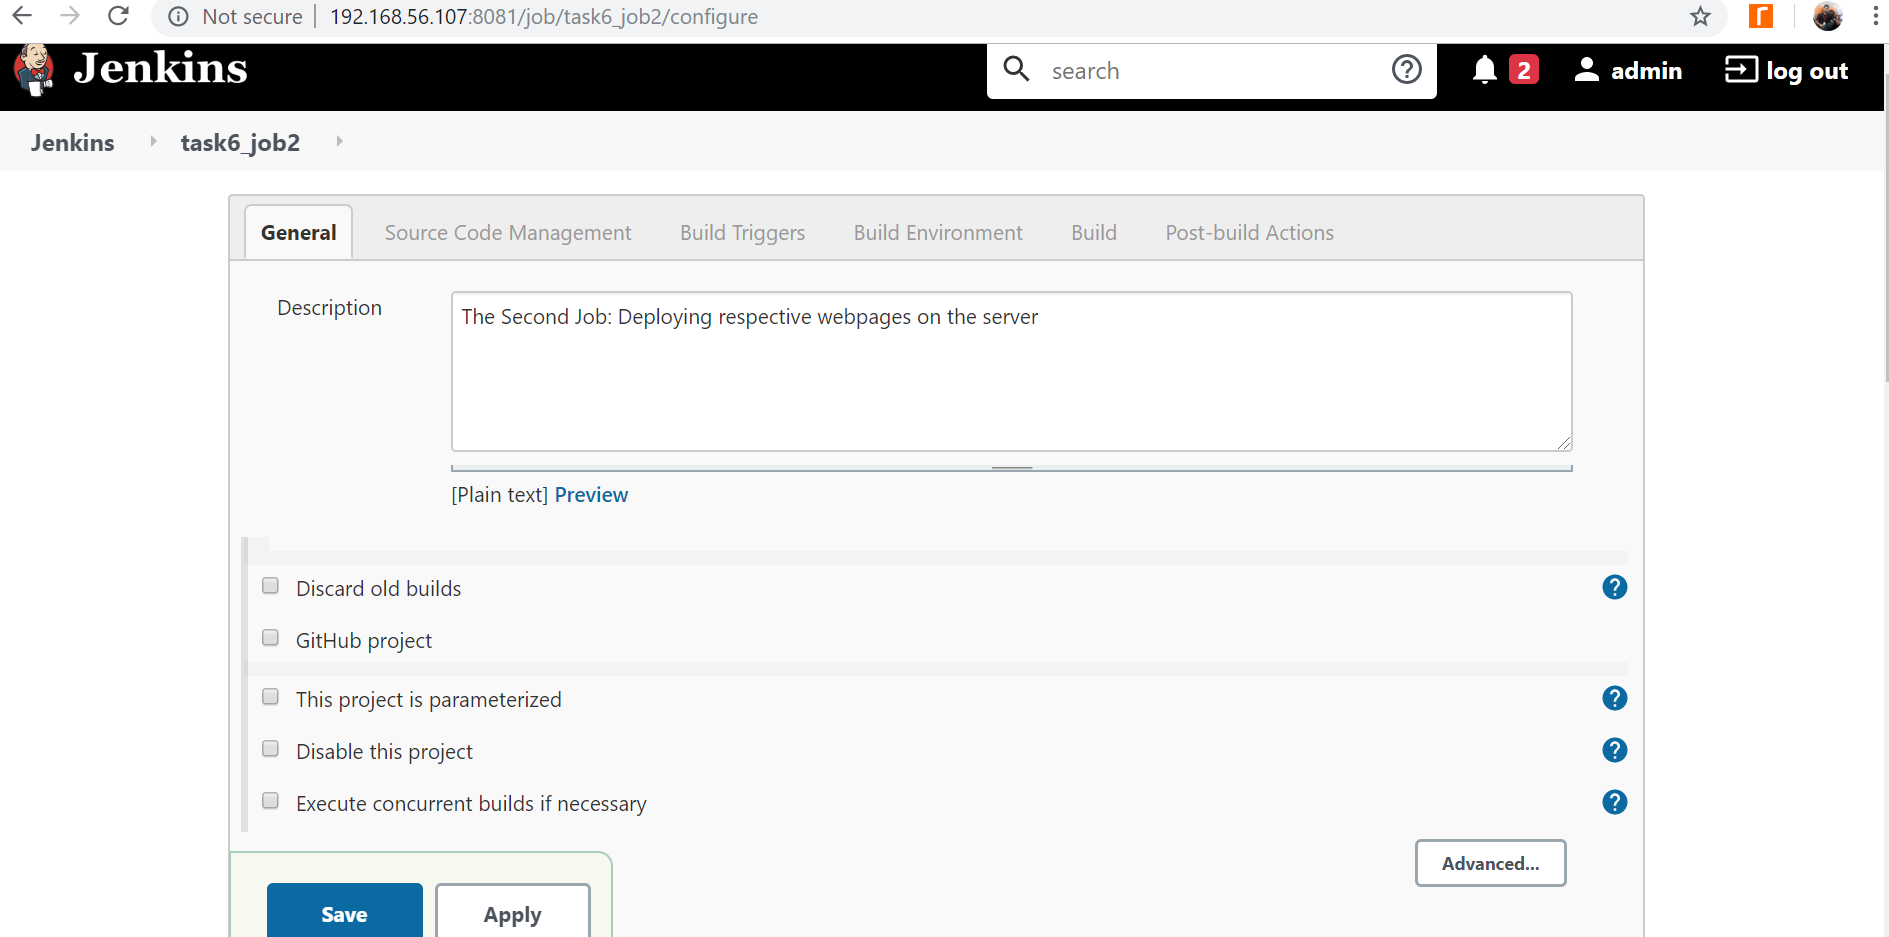 Not secure | 192.168.56.107:8081/job/task6_job2/configure
Jenkins search 2 admin log out
Jenkins task6_job2
General Source Code Management Build Triggers Build Environment Build Post-build Actions
Description The Second Job: Deploying respective webpages on the server
[Plain text] Preview
Discard old builds
GitHub project
This project is parameterized
Disable this project
Execute concurrent builds if necessary
Advanced...
Save Apply